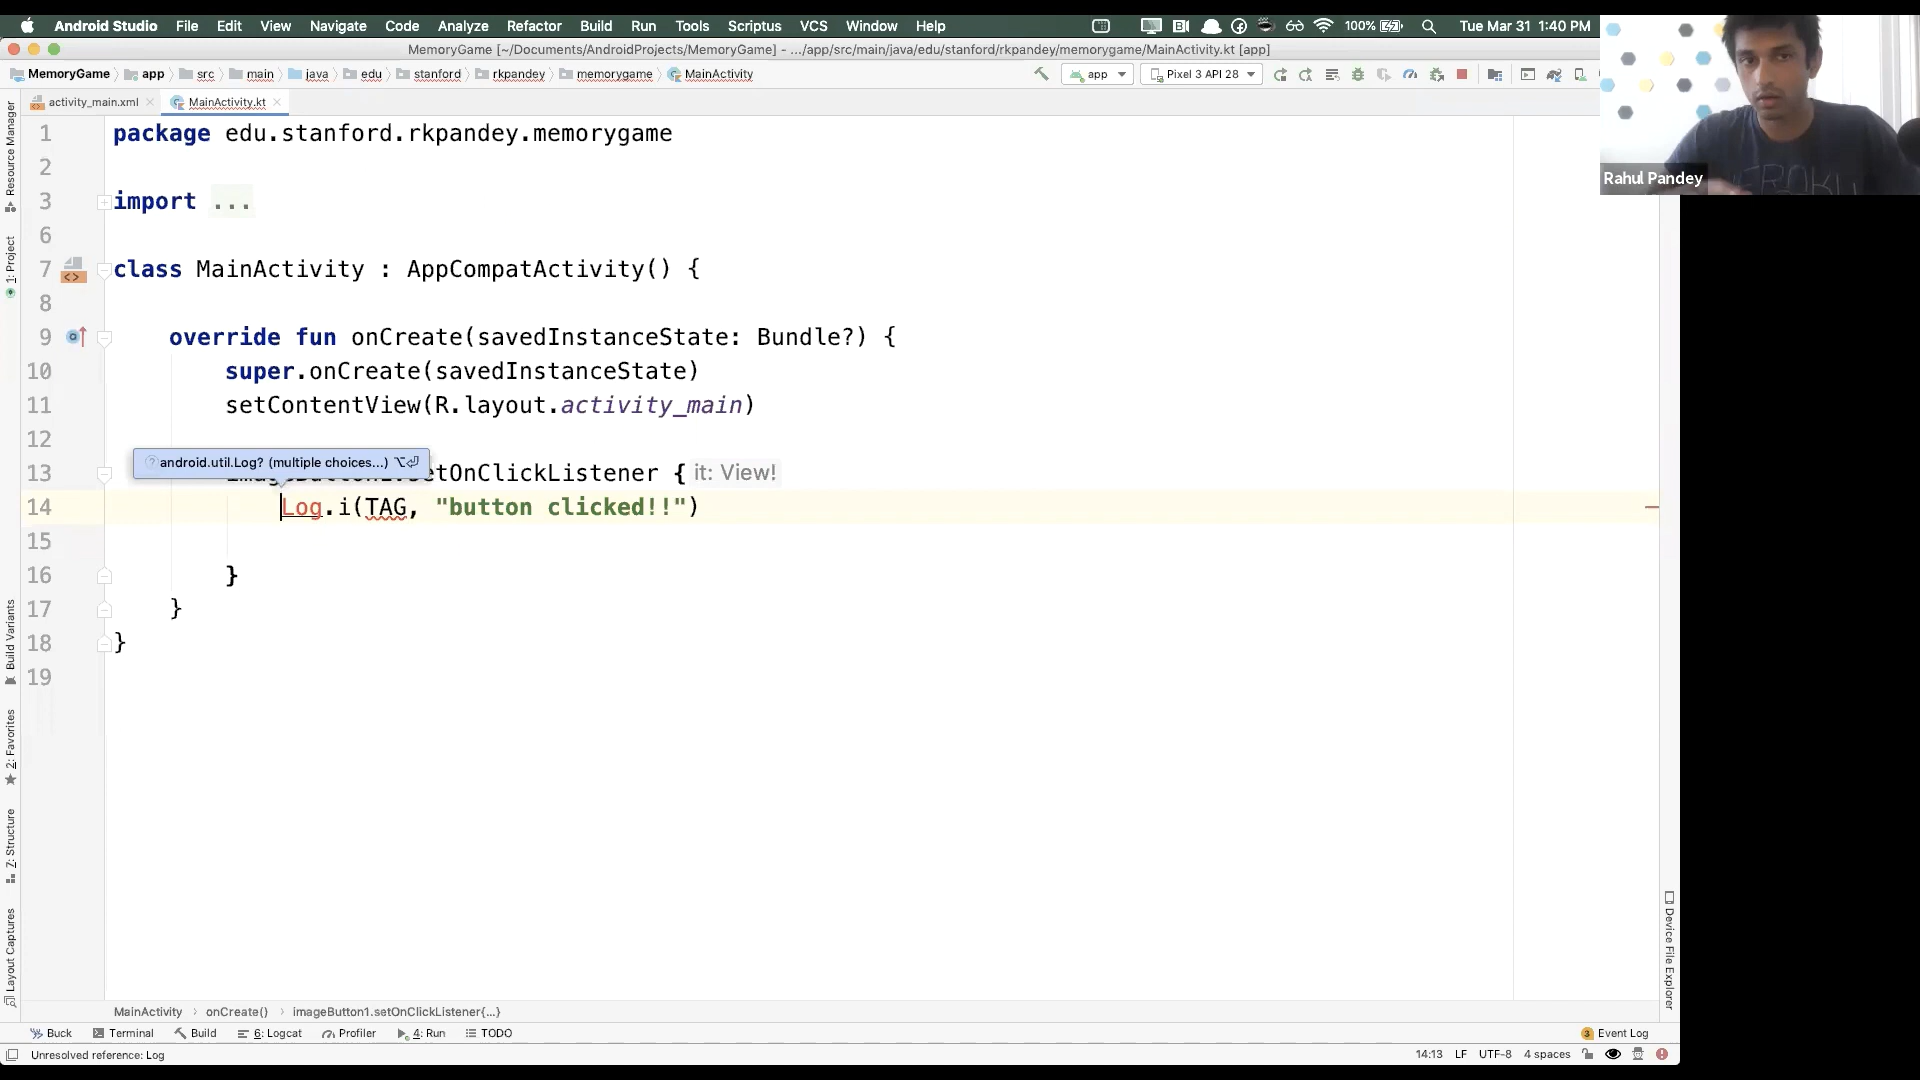 Android Studio File Edit View Navigate Code Analyze Refactor Build Run Tools Scriptus VCS Window Help 100% Tue Mar 31 1:40 PM
MemoryGame [~/Documents/AndroidProjects/MemoryGame] - .../app/src/main/java/edu/stanford/rkpandey/memorygame/MainActivity.kt [app]
MemoryGame app src main java edu stanford rkpandey memorygame MainActivity app Pixel 3 API 28
activity_main.xml MainActivity.kt
Rahul Pandey
Resource Manager
1: Project
Build Variants
2: Favorites
7: Structure
Layout Captures
1 package edu.stanford.rkpandey.memorygame
2
3 import ...
6
7 class MainActivity : AppCompatActivity() {
8
9 override fun onCreate(savedInstanceState: Bundle?) {
10 super.onCreate(savedInstanceState)
11 setContentView(R.layout.activity_main)
12
android.util.Log? (multiple choices...) ⌥⏎
13 setOnClickListener { it: View!
14 Log.i(TAG, "button clicked!!")
15
16 }
17 }
18 }
19
Device File Explorer
MainActivity › onCreate() › imageButton1.setOnClickListener{...}
Buck Terminal Build 6: Logcat Profiler 4: Run TODO 3 Event Log
Unresolved reference: Log 14:13 LF UTF-8 4 spaces